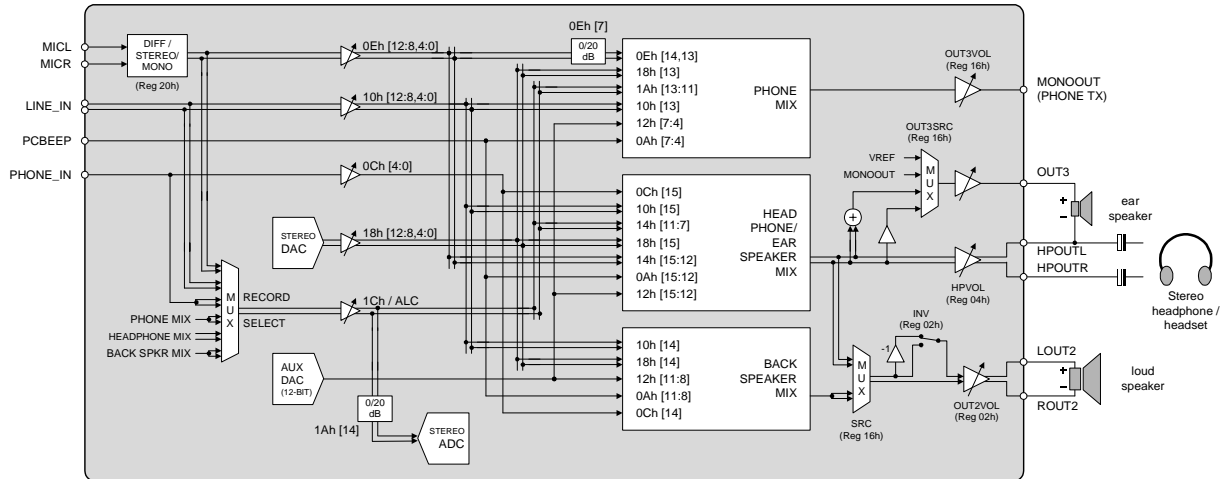 MICL
MICR
LINE_IN
PCBEEP
PHONE_IN
DIFF /
STEREO/
MONO
(Reg 20h)
0Eh [12:8,4:0]
10h [12:8,4:0]
0Ch [4:0]
STEREO
DAC
18h [12:8,4:0]
M
U
X
RECORD
SELECT
PHONE MIX
HEADPHONE MIX
BACK SPKR MIX
1Ch / ALC
AUX
DAC
(12-BIT)
0/20
dB
1Ah [14]
STEREO
ADC
0Eh [7]
0/20
dB
0Eh [14,13]
18h [13]
1Ah [13:11]
10h [13]
12h [7:4]
0Ah [7:4]
PHONE
MIX
0Ch [15]
10h [15]
14h [11:7]
18h [15]
14h [15:12]
0Ah [15:12]
12h [15:12]
HEAD
PHONE/
EAR
SPEAKER
MIX
10h [14]
18h [14]
12h [11:8]
0Ah [11:8]
0Ch [14]
BACK
SPEAKER
MIX
OUT3VOL
(Reg 16h)
MONOOUT
(PHONE TX)
OUT3SRC
(Reg 16h)
VREF
MONOOUT
M
U
X
+
OUT3
+
−
ear
speaker
HPOUTL
HPOUTR
HPVOL
(Reg 04h)
Stereo
headphone /
headset
INV
(Reg 02h)
-1
M
U
X
SRC
(Reg 16h)
OUT2VOL
(Reg 02h)
LOUT2
+
−
ROUT2
loud
speaker